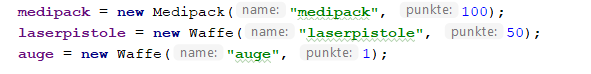 medipack = new Medipack( name: "medipack", punkte: 100);
laserpistole = new Waffe( name: "laserpistole", punkte: 50);
auge = new Waffe( name: "auge", punkte: 1);